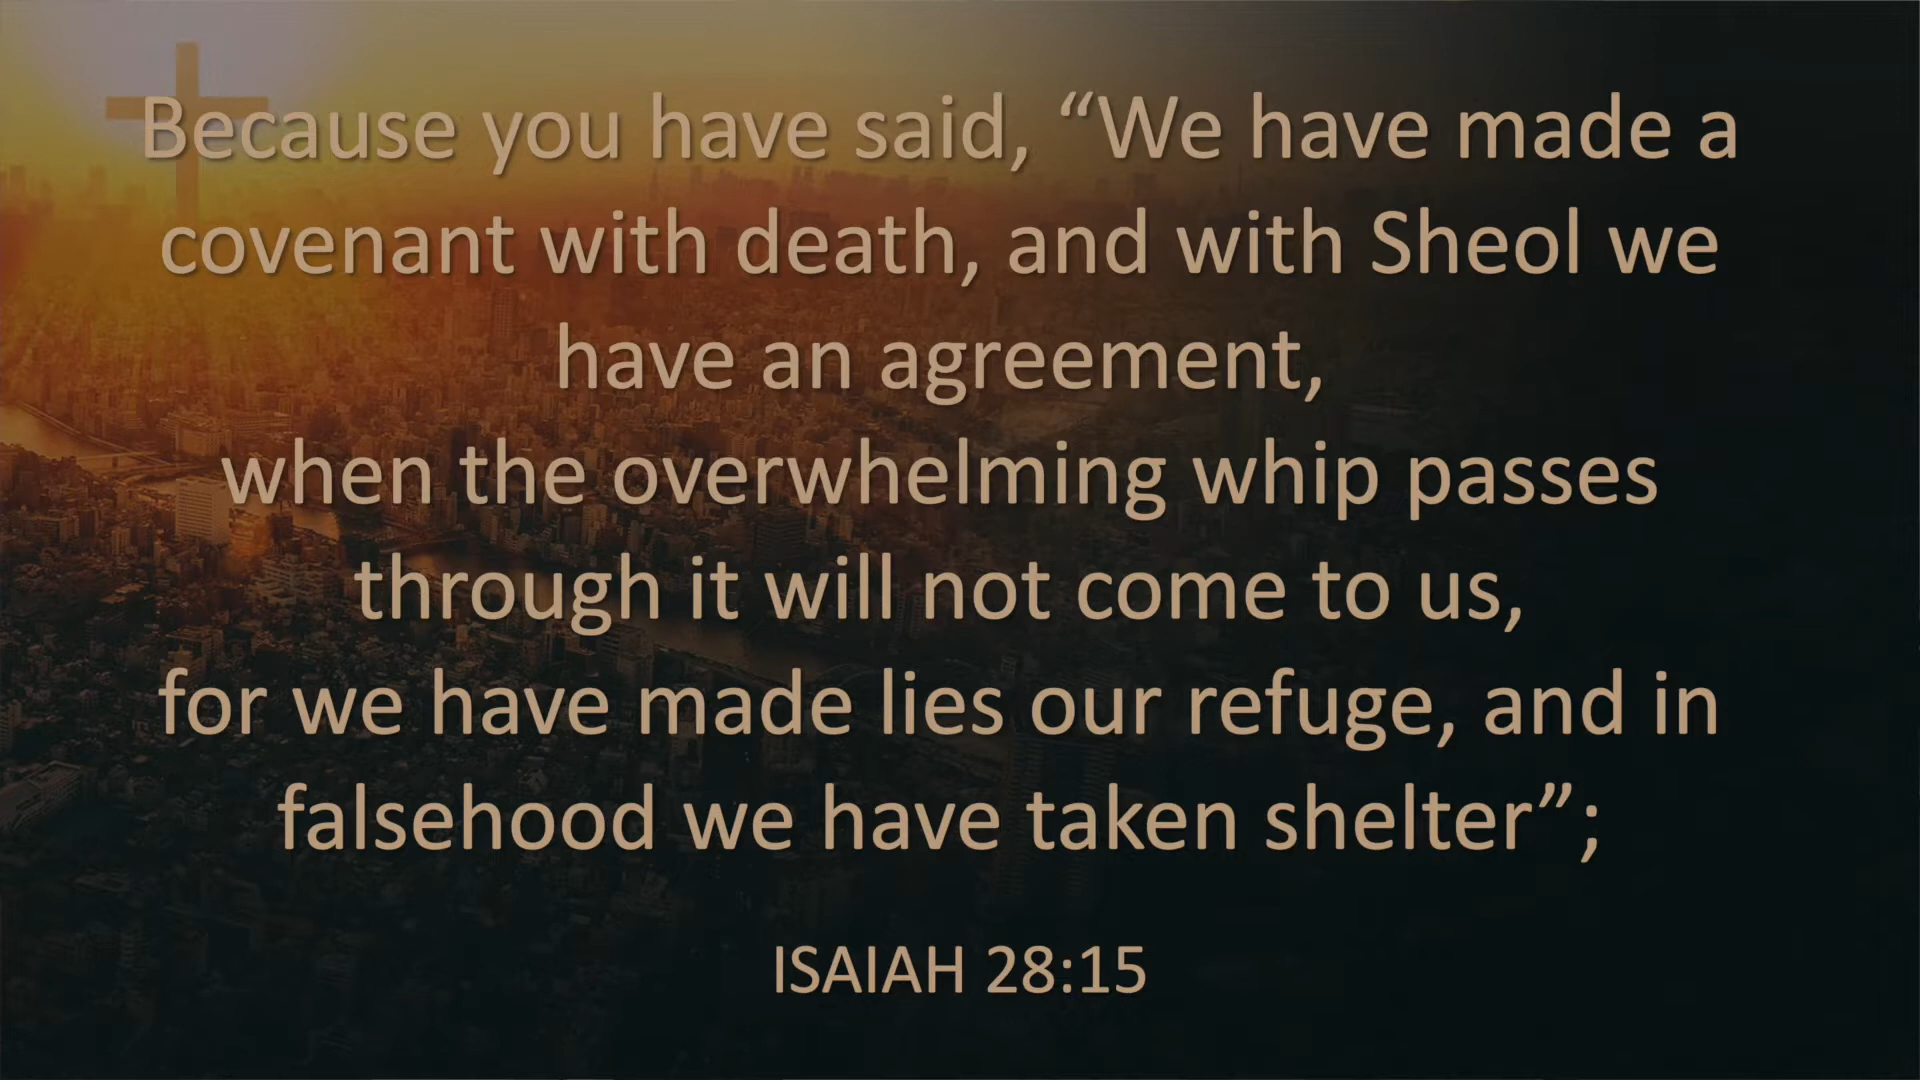 Because you have said, “We have made a
covenant with death, and with Sheol we
have an agreement,
when the overwhelming whip passes
through it will not come to us,
for we have made lies our refuge, and in
falsehood we have taken shelter”;
ISAIAH 28:15